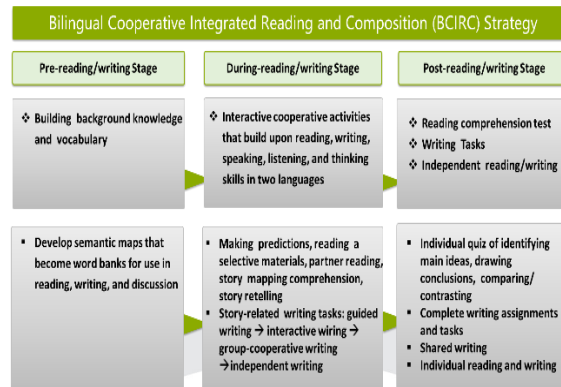 Bilingual Cooperative Integrated Reading and Composition (BCIRC) Strategy
Pre-reading/writing Stage
During-reading/writing Stage
Post-reading/writing Stage
❖ Building background knowledge
and vocabulary
❖ Interactive cooperative activities
that build upon reading, writing,
speaking, listening, and thinking
skills in two languages
❖ Reading comprehension test
❖ Writing Tasks
❖ Independent reading/writing
▪ Develop semantic maps that
become word banks for use in
reading, writing, and discussion
▪ Making predictions, reading a
selective materials, partner reading,
story mapping comprehension,
story retelling
▪ Story-related writing tasks: guided
writing → interactive wiring →
group-cooperative writing
→independent writing
▪ Individual quiz of identifying
main ideas, drawing
conclusions, comparing/
contrasting
▪ Complete writing assignments
and tasks
▪ Shared writing
▪ Individual reading and writing